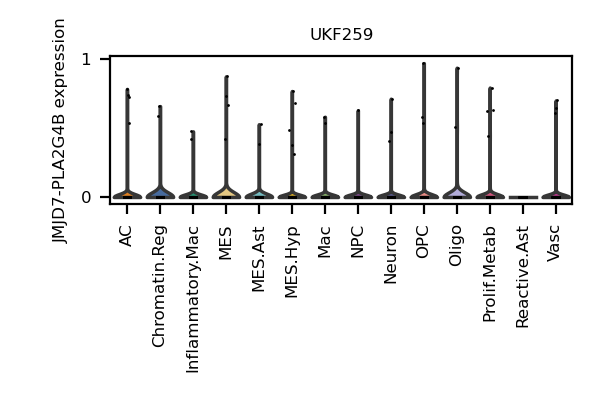 UKF259
JMJD7-PLA2G4B expression
1
0
AC
Chromatin.Reg
Inflammatory.Mac
MES
MES.Ast
MES.Hyp
Mac
NPC
Neuron
OPC
Oligo
Prolif.Metab
Reactive.Ast
Vasc